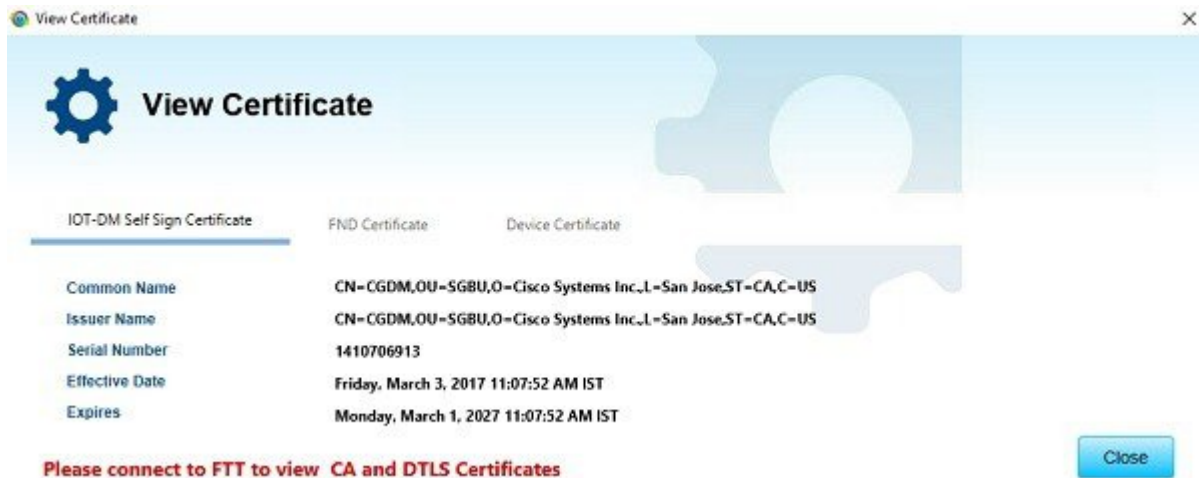 View Certificate
View Certificate
IOT-DM Self Sign Certificate FND Certificate Device Certificate
Common Name CN=CGDM,OU=SGBU,O=Cisco Systems Inc.,L=San Jose,ST=CA,C=US
Issuer Name CN=CGDM,OU=SGBU,O=Cisco Systems Inc.,L=San Jose,ST=CA,C=US
Serial Number 1410706913
Effective Date Friday, March 3, 2017 11:07:52 AM IST
Expires Monday, March 1, 2027 11:07:52 AM IST
Please connect to FTT to view CA and DTLS Certificates
Close